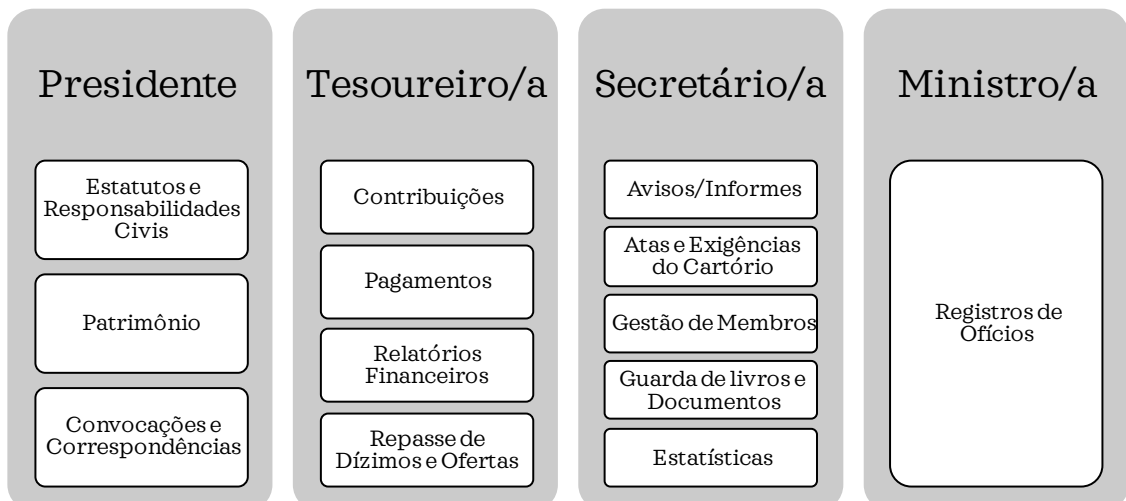 Presidente
Estatutos e
Responsabilidades
Civis
Patrimônio
Convocações e
Correspondências
Tesoureiro/a
Contribuições
Pagamentos
Relatórios
Financeiros
Repasse de
Dízimos e Ofertas
Secretário/a
Avisos/Informes
Atas e Exigências
do Cartório
Gestão de Membros
Guarda de livros e
Documentos
Estatísticas
Ministro/a
Registros de
Ofícios